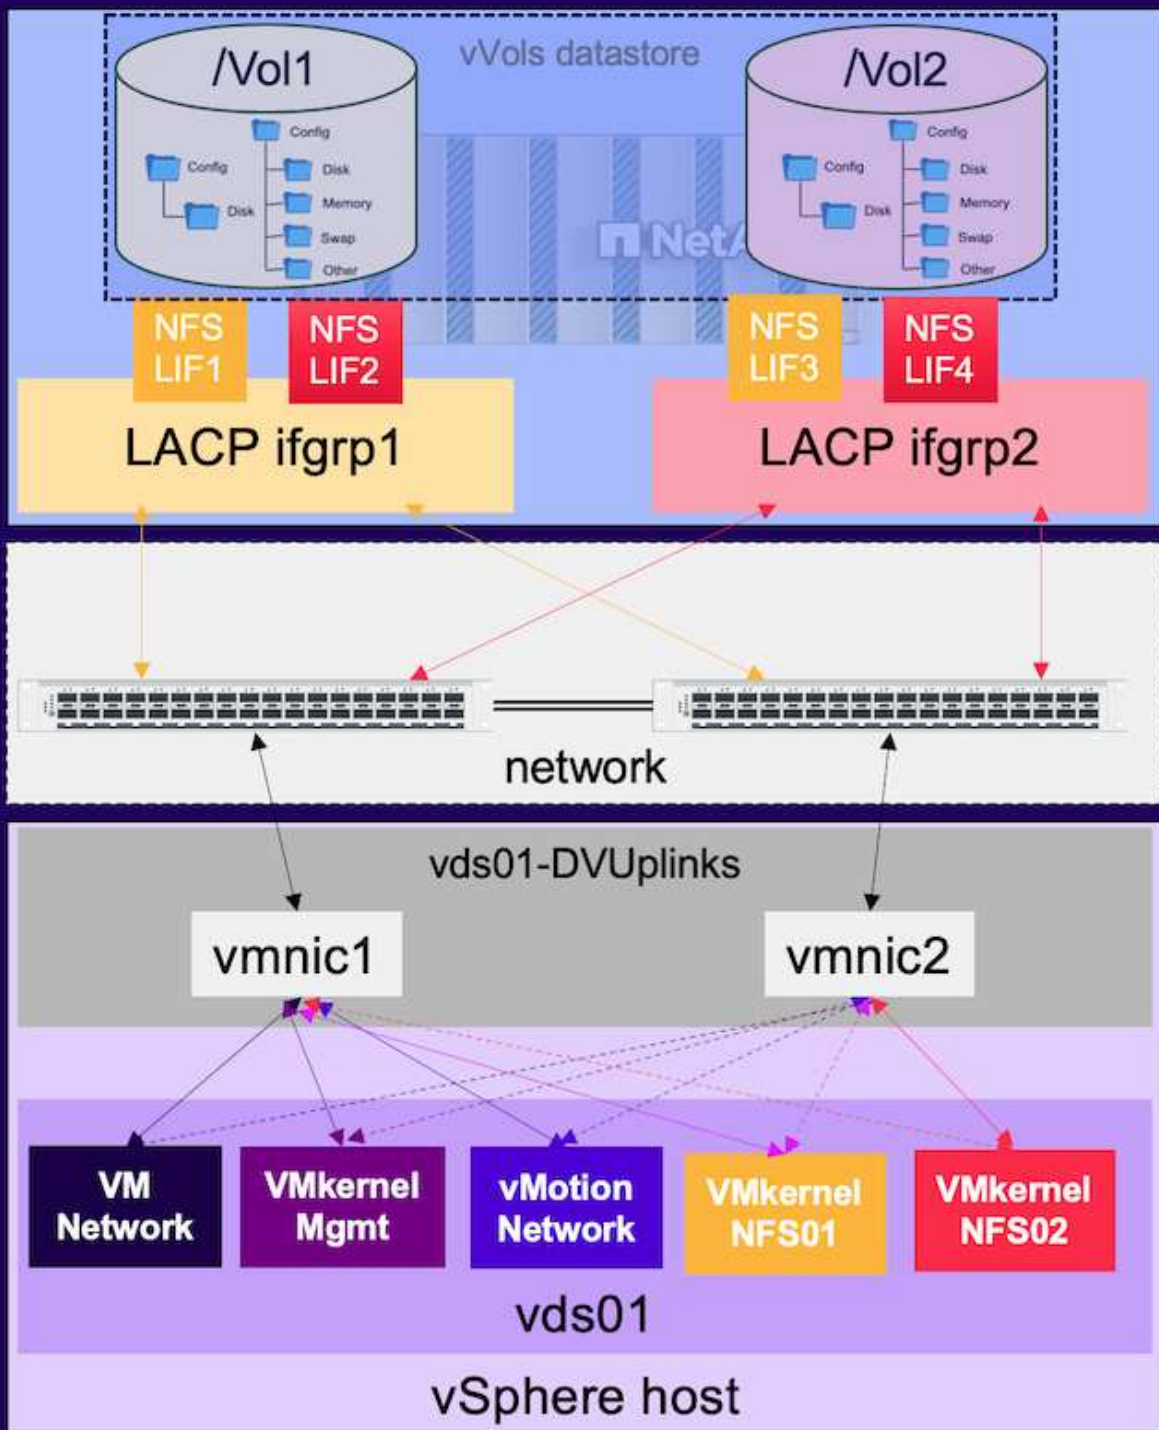 /Vol1
vVols datastore
/Vol2
Config
Config
Disk
Disk
Memory
Swap
Other
Config
Config
Disk
Disk
Memory
Swap
Other
NFS
LIF1
NFS
LIF2
NFS
LIF3
NFS
LIF4
LACP ifgrp1
LACP ifgrp2
network
vds01-DVUplinks
vmnic1
vmnic2
VM
Network
VMkernel
Mgmt
vMotion
Network
VMkernel
NFS01
VMkernel
NFS02
vds01
vSphere host